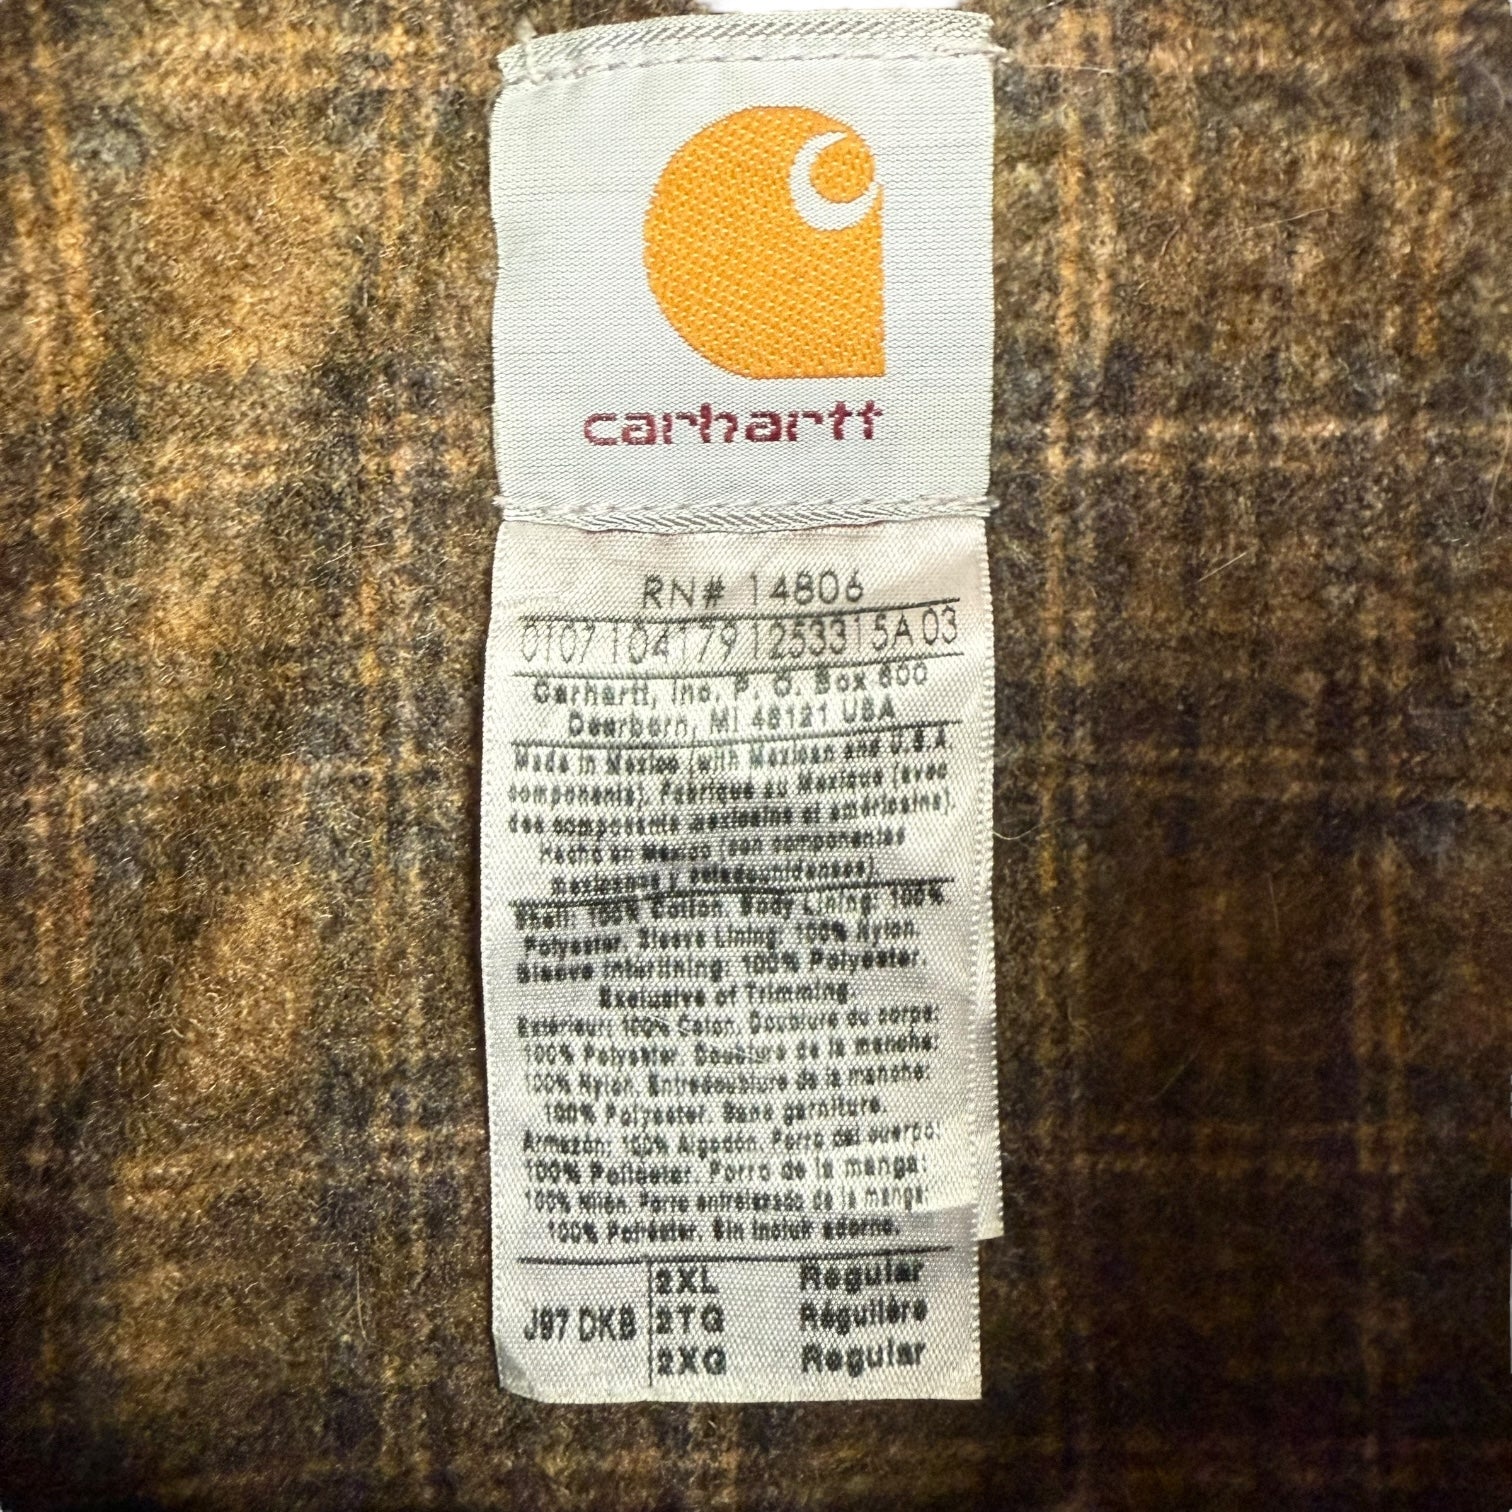 carhartt
RN# 14806
0107 104179 1253315A 03
Carhartt, Inc. P. O. Box 600
Dearborn, MI 48121 USA
Made in Mexico (with Mexican and U.S.A.
components). Fabriqué au Mexique (avec
des composants mexicains et américains).
Hecho en México (con componentes
mexicanos y estadounidenses).
Shell: 100% Cotton. Body Lining: 100%
Polyester. Sleeve Lining: 100% Nylon.
Sleeve Interlining: 100% Polyester.
Exclusive of Trimming.
Extérieur: 100% Coton. Doublure du corps:
100% Polyester. Doublure de la manche:
100% Nylon. Entredoublure de la manche:
100% Polyester. Sans garniture.
Armazón: 100% Algodón. Forro del cuerpo:
100% Poliéster. Forro de la manga:
100% Nilón. Forro entrelazado de la manga:
100% Poliéster. Sin incluir adorno.
J97 DKB
2XL Regular
2TG Régulière
2XG Regular